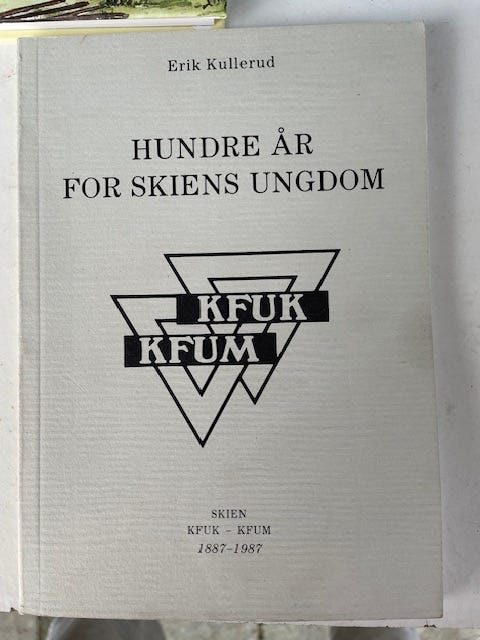 Erik Kullerud
HUNDRE ÅR
FOR SKIENS UNGDOM
KFUK
KFUM
SKIEN
KFUK – KFUM
1887–1987